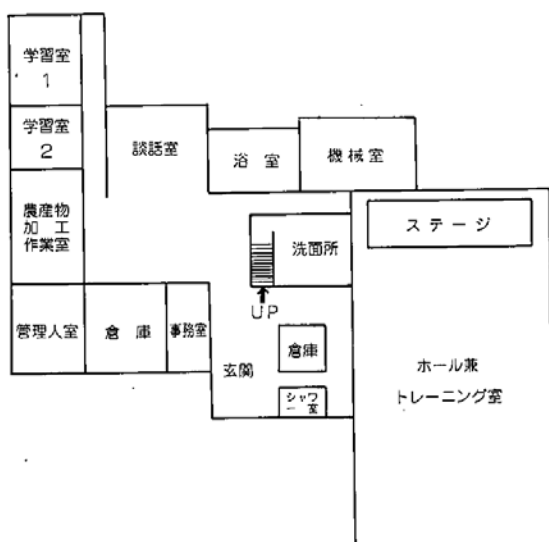 学習室
1
学習室
2
談話室
浴室
機械室
農産物
加工
作業室
洗面所
ステージ
UP
管理人室
倉庫
事務室
倉庫
玄関
シャワ
ー室
ホール兼
トレーニング室